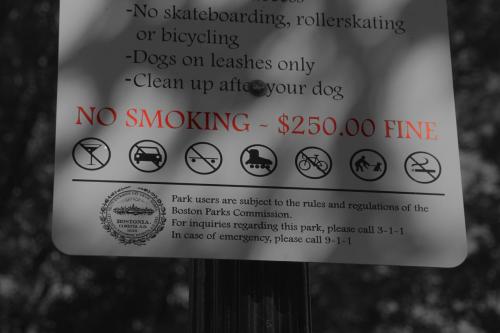 -No skateboarding, rollerskating
or bicycling
-Dogs on leashes only
-Clean up after your dog
NO SMOKING - $250.00 FINE
Park users are subject to the rules and regulations of the
Boston Parks Commission.
For inquiries regarding this park, please call 3-1-1
In case of emergency, please call 9-1-1
BOSTONIA
CONDITA A.D.